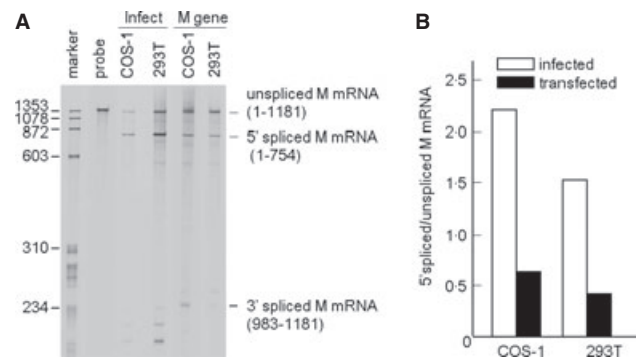 A
Infect M gene
marker
probe
COS-1
293T
COS-1
293T
1353
1078
872
603
310
234
unspliced M mRNA
(1-1181)
5' spliced M mRNA
(1-754)
3' spliced M mRNA
(983-1181)
B
infected
transfected
5'spliced/unspliced M mRNA
2·5
2·0
1·5
1·0
0·5
0
COS-1 293T